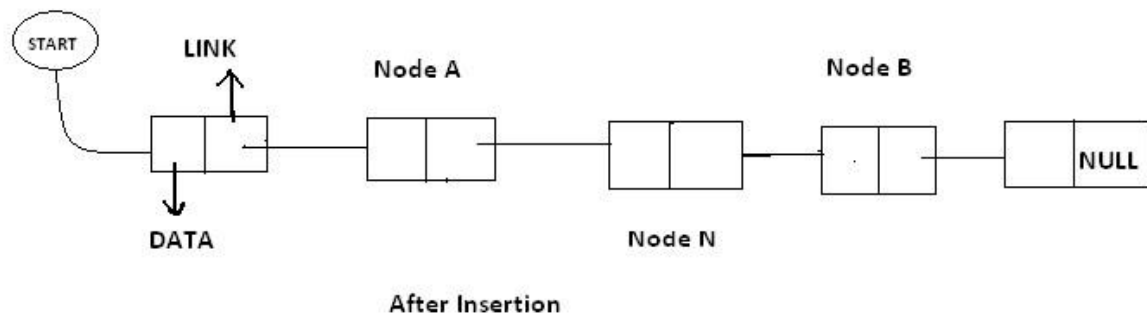 START
LINK
Node A
Node B
NULL
DATA
Node N
After Insertion